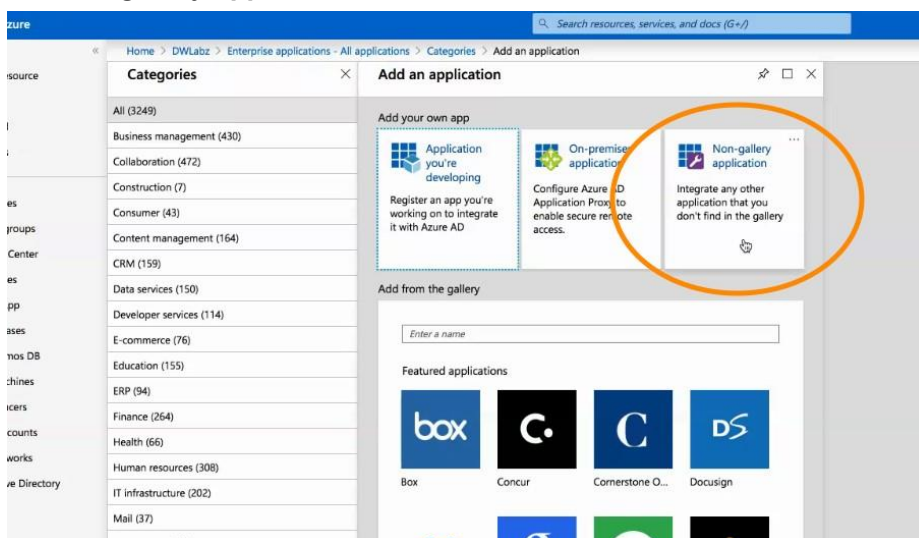 zure
Search resources, services, and docs (G+/)
Home > DWLabz > Enterprise applications - All applications > Categories > Add an application
esource
es
groups
Center
es
pp
ases
mos DB
chines
ncers
counts
works
ve Directory
Categories
All (3249)
Business management (430)
Collaboration (472)
Construction (7)
Consumer (43)
Content management (164)
CRM (159)
Data services (150)
Developer services (114)
E-commerce (76)
Education (155)
ERP (94)
Finance (264)
Health (66)
Human resources (308)
IT infrastructure (202)
Mail (37)
Add an application
Add your own app
Application
you're
developing
Register an app you're
working on to integrate
it with Azure AD
On-premises
application
Configure Azure AD
Application Proxy to
enable secure remote
access.
Non-gallery
application
Integrate any other
application that you
don't find in the gallery
Add from the gallery
Enter a name
Featured applications
box
C.
C
DS
Box
Concur
Cornerstone O...
Docusign